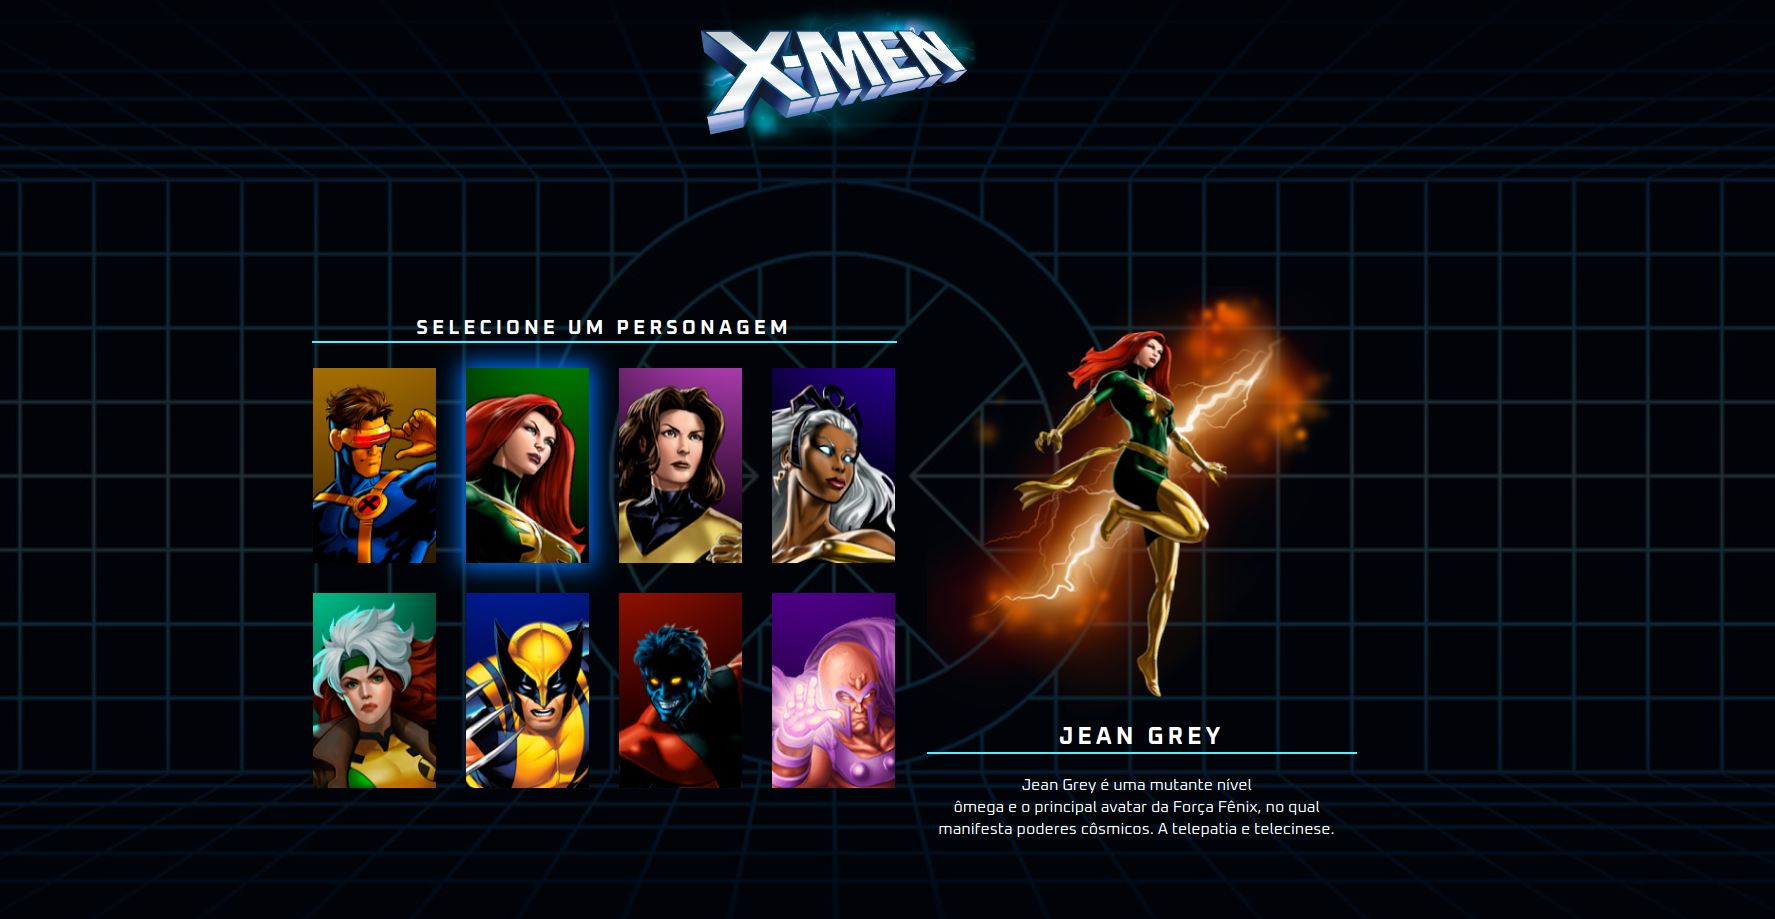 X-MEN
SELECIONE UM PERSONAGEM
JEAN GREY
Jean Grey é uma mutante nível
ômega e o principal avatar da Força Fênix, no qual
manifesta poderes côsmicos. A telepatia e telecinese.